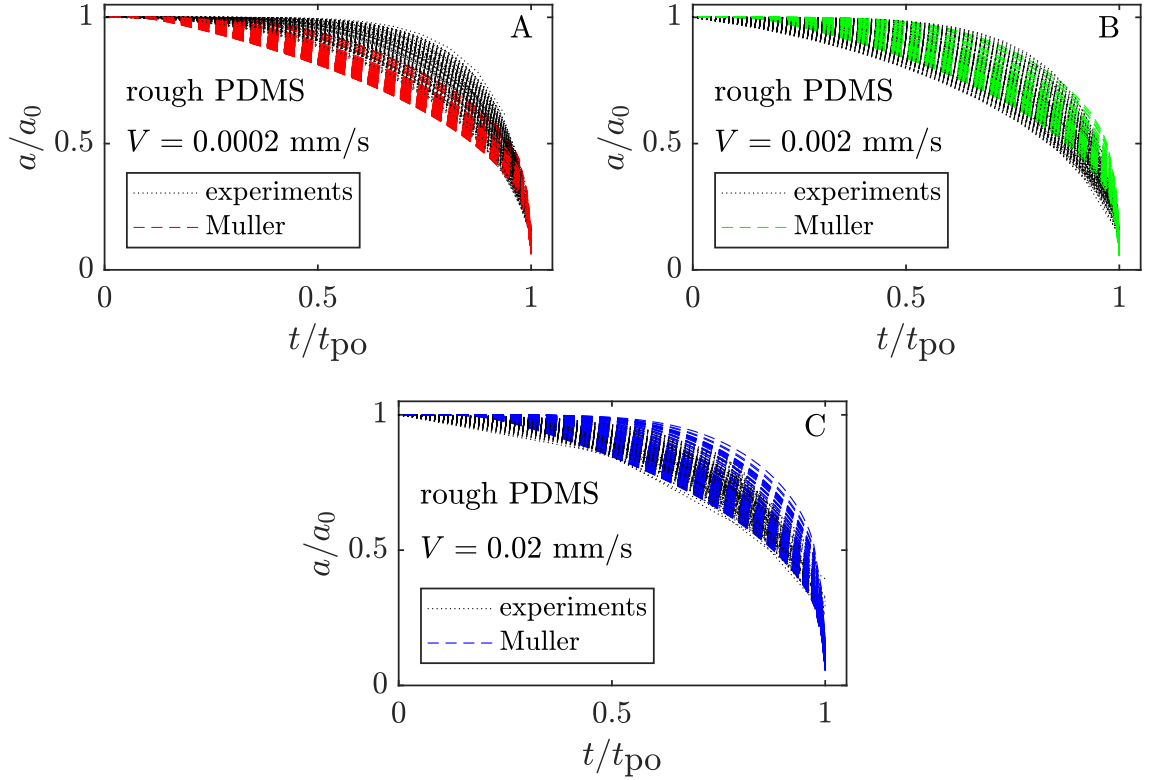 A
1
0.5
0
a/a0
rough PDMS
V = 0.0002 mm/s
experiments
Muller
0
0.5
1
t/tpo
B
1
0.5
0
a/a0
rough PDMS
V = 0.002 mm/s
experiments
Muller
0
0.5
1
t/tpo
C
1
0.5
0
a/a0
rough PDMS
V = 0.02 mm/s
experiments
Muller
0
0.5
1
t/tpo